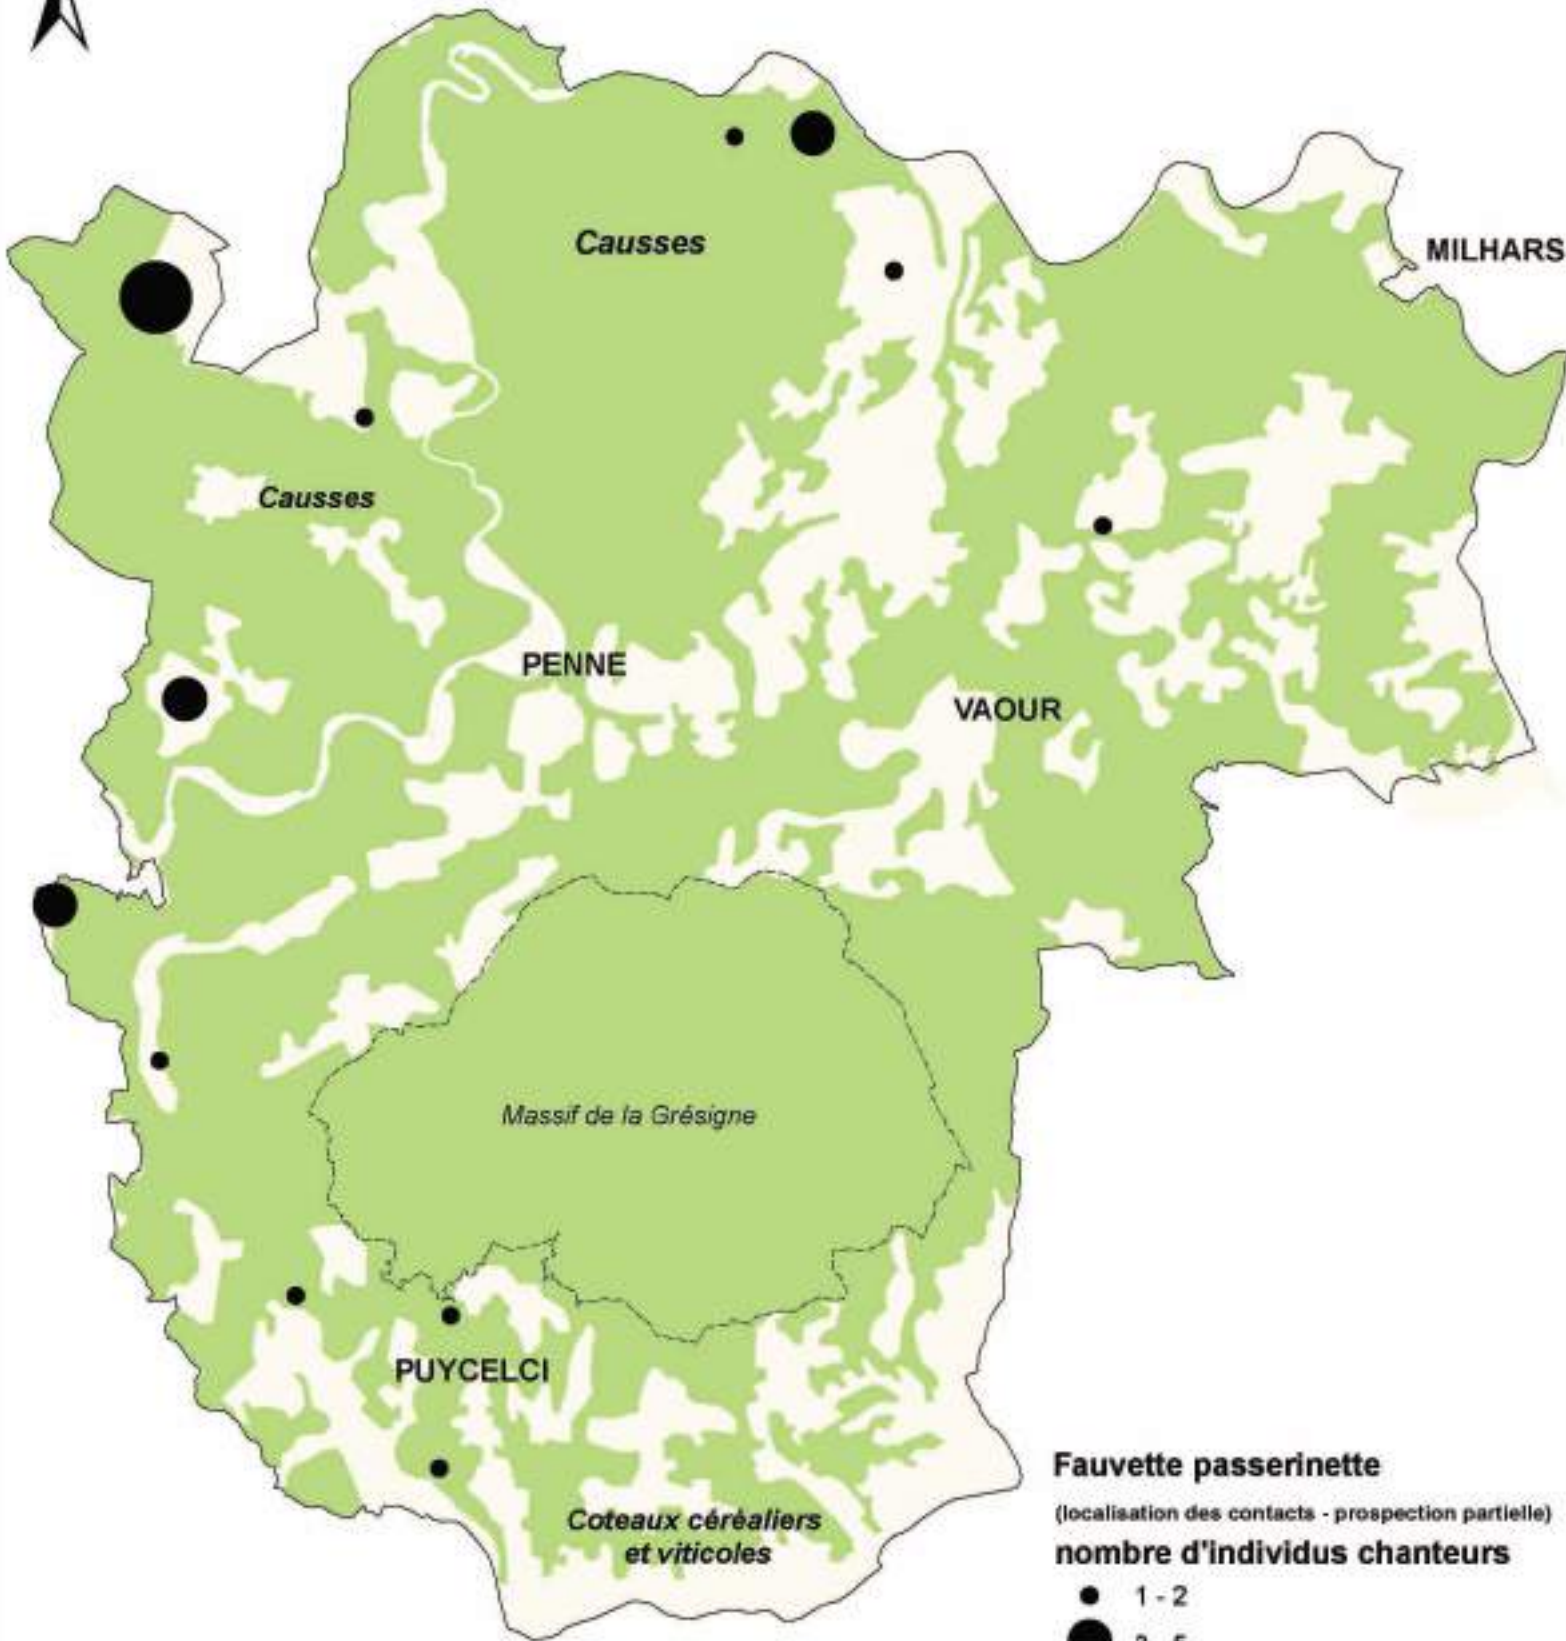 Causses
MILHARS
Causses
PENNE
VAOUR
Massif de la Grésigne
PUYCELCI
Coteaux céréaliers
et viticoles
Fauvette passerinette
(localisation des contacts - prospection partielle)
nombre d'individus chanteurs
1 - 2